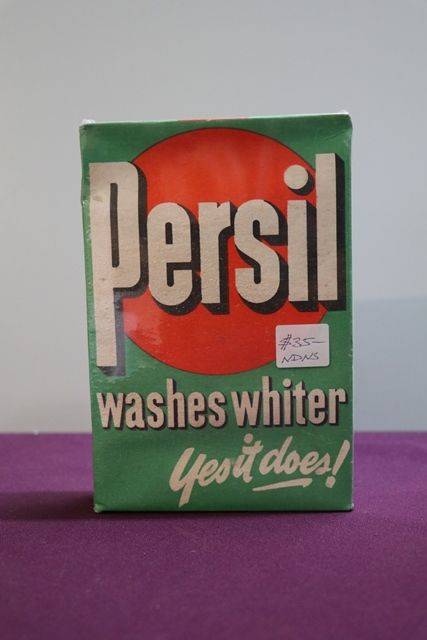 Persil
$35-
NDNS
washes whiter
Yes it does!